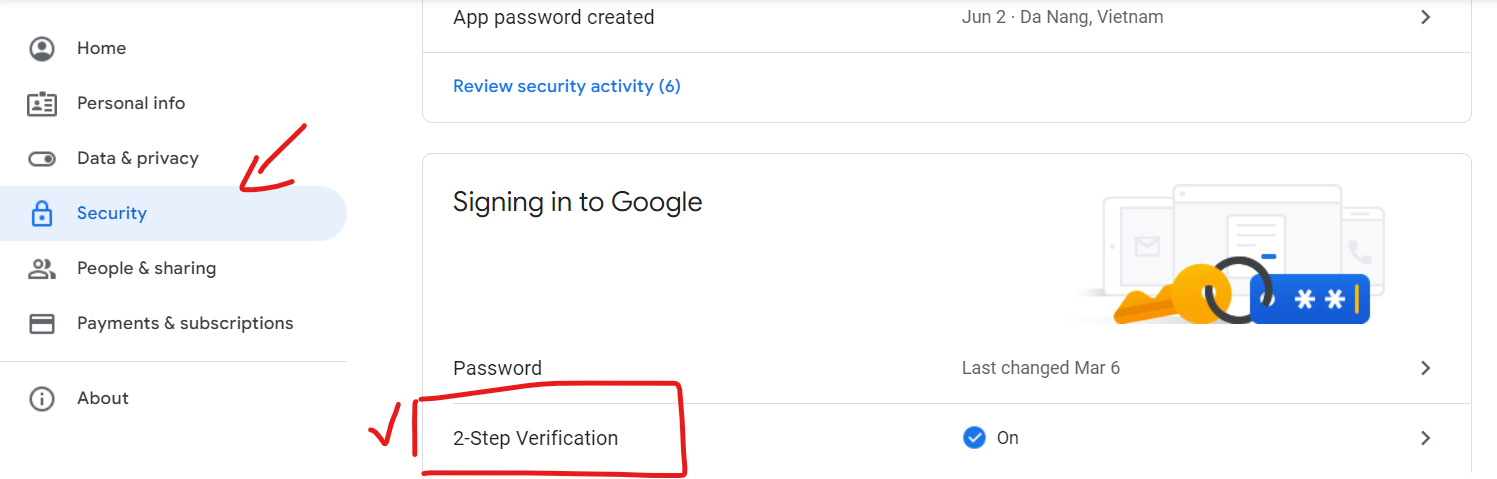 App password created Jun 2 · Da Nang, Vietnam
Review security activity (6)
Home
Personal info
Data & privacy
Security
People & sharing
Payments & subscriptions
About
Signing in to Google
**
Password Last changed Mar 6
2-Step Verification On